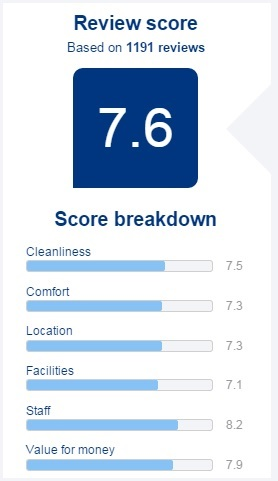 Review score
Based on 1191 reviews
7.6
Score breakdown
Cleanliness
7.5
Comfort
7.3
Location
7.3
Facilities
7.1
Staff
8.2
Value for money
7.9